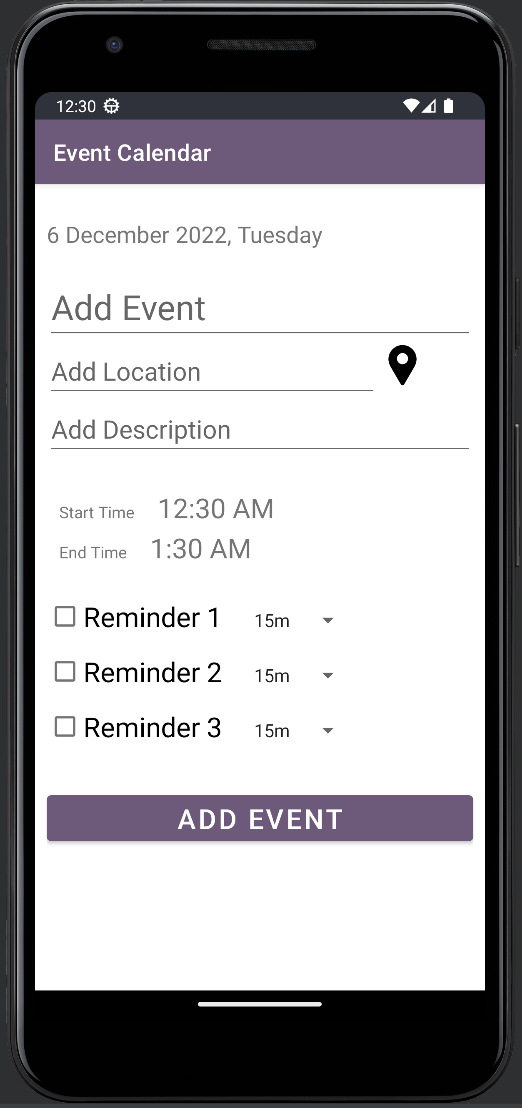 12:30
Event Calendar
6 December 2022, Tuesday
Add Event
Add Location
Add Description
Start Time 12:30 AM
End Time 1:30 AM
Reminder 1 15m
Reminder 2 15m
Reminder 3 15m
ADD EVENT